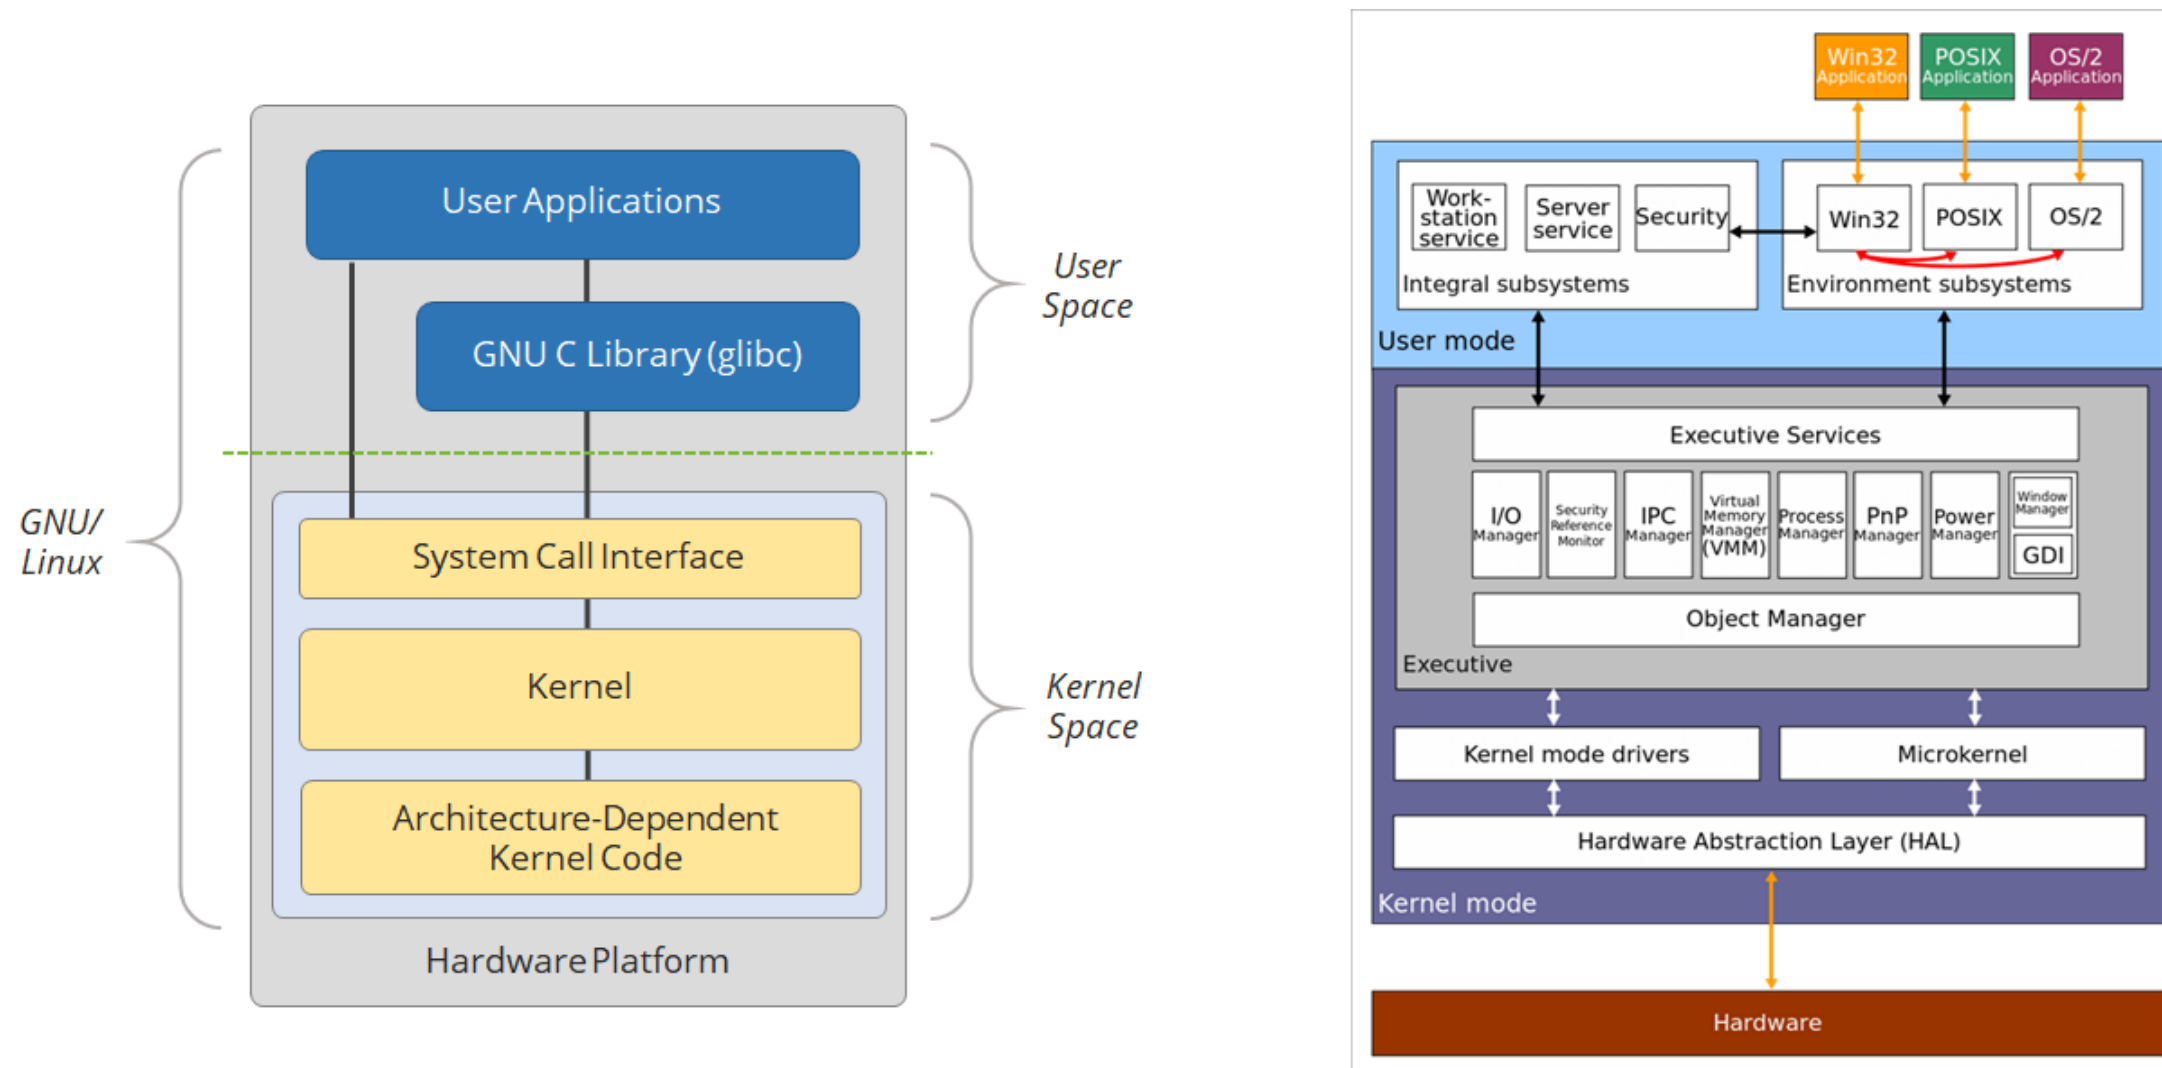 GNU/
Linux
User Applications
GNU C Library (glibc)
System Call Interface
Kernel
Architecture-Dependent
Kernel Code
Hardware Platform
User
Space
Kernel
Space
Win32
Application
POSIX
Application
OS/2
Application
Work-
station
service
Server
service
Security
Integral subsystems
Win32
POSIX
OS/2
Environment subsystems
User mode
Executive Services
I/O
Manager
Security
Reference
Monitor
IPC
Manager
Virtual
Memory
Manager
(VMM)
Process
Manager
PnP
Manager
Power
Manager
Window
Manager
GDI
Object Manager
Executive
Kernel mode drivers
Microkernel
Hardware Abstraction Layer (HAL)
Kernel mode
Hardware